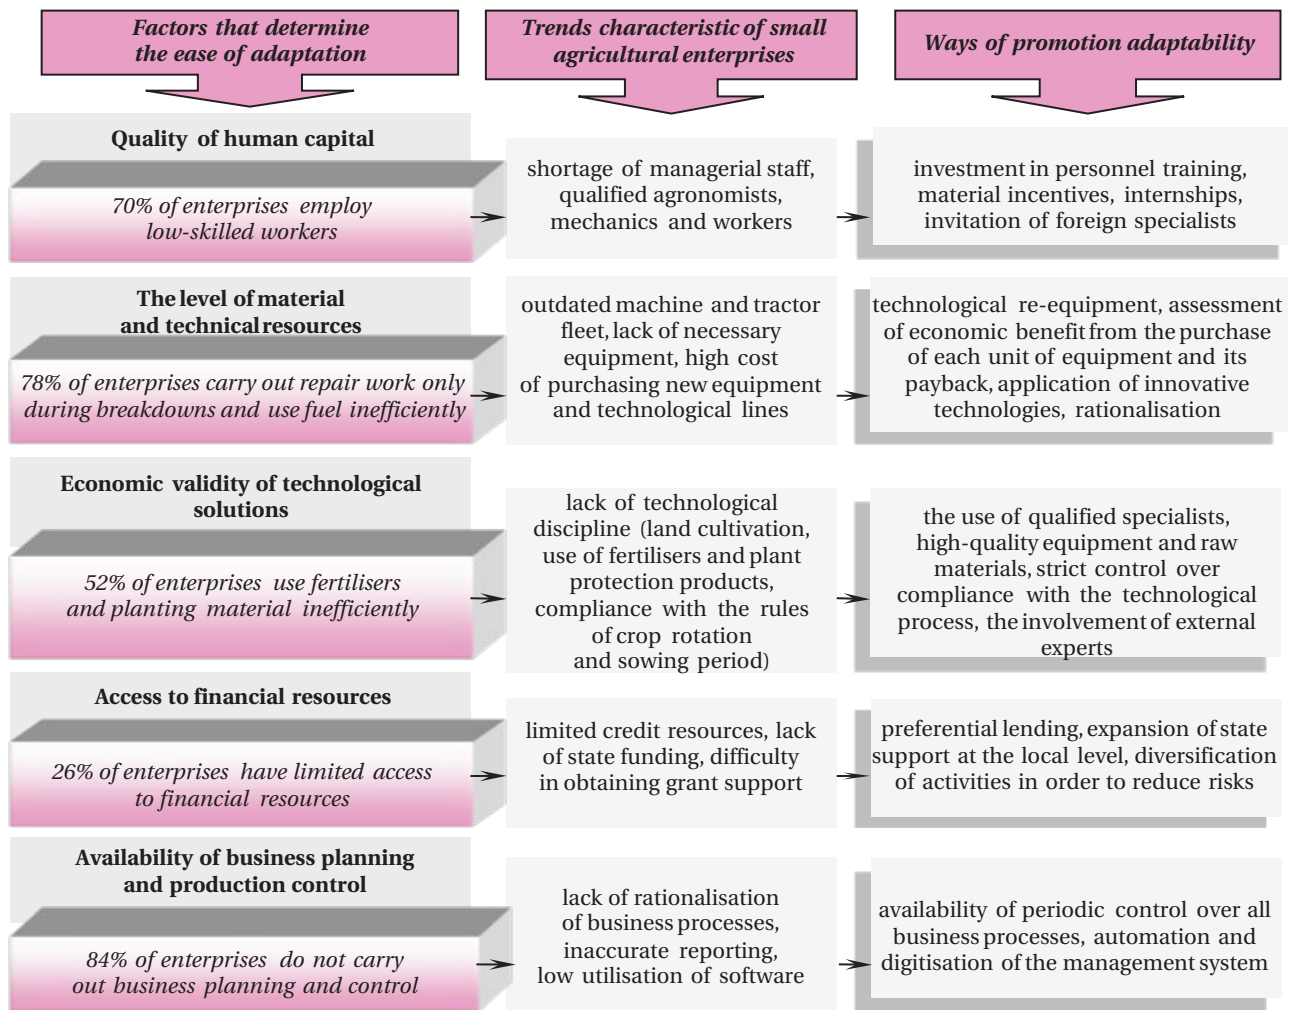 Factors that determine
the ease of adaptation
Trends characteristic of small
agricultural enterprises
Ways of promotion adaptability
Quality of human capital
70% of enterprises employ
low-skilled workers
shortage of managerial staff,
qualified agronomists,
mechanics and workers
investment in personnel training,
material incentives, internships,
invitation of foreign specialists
The level of material
and technical resources
78% of enterprises carry out repair work only
during breakdowns and use fuel inefficiently
outdated machine and tractor
fleet, lack of necessary
equipment, high cost
of purchasing new equipment
and technological lines
technological re-equipment, assessment
of economic benefit from the purchase
of each unit of equipment and its
payback, application of innovative
technologies, rationalisation
Economic validity of technological
solutions
52% of enterprises use fertilisers
and planting material inefficiently
lack of technological
discipline (land cultivation,
use of fertilisers and plant
protection products,
compliance with the rules
of crop rotation
and sowing period)
the use of qualified specialists,
high-quality equipment and raw
materials, strict control over
compliance with the technological
process, the involvement of external
experts
Access to financial resources
26% of enterprises have limited access
to financial resources
limited credit resources, lack
of state funding, difficulty
in obtaining grant support
preferential lending, expansion of state
support at the local level, diversification
of activities in order to reduce risks
Availability of business planning
and production control
84% of enterprises do not carry
out business planning and control
lack of rationalisation
of business processes,
inaccurate reporting,
low utilisation of software
availability of periodic control over all
business processes, automation and
digitisation of the management system